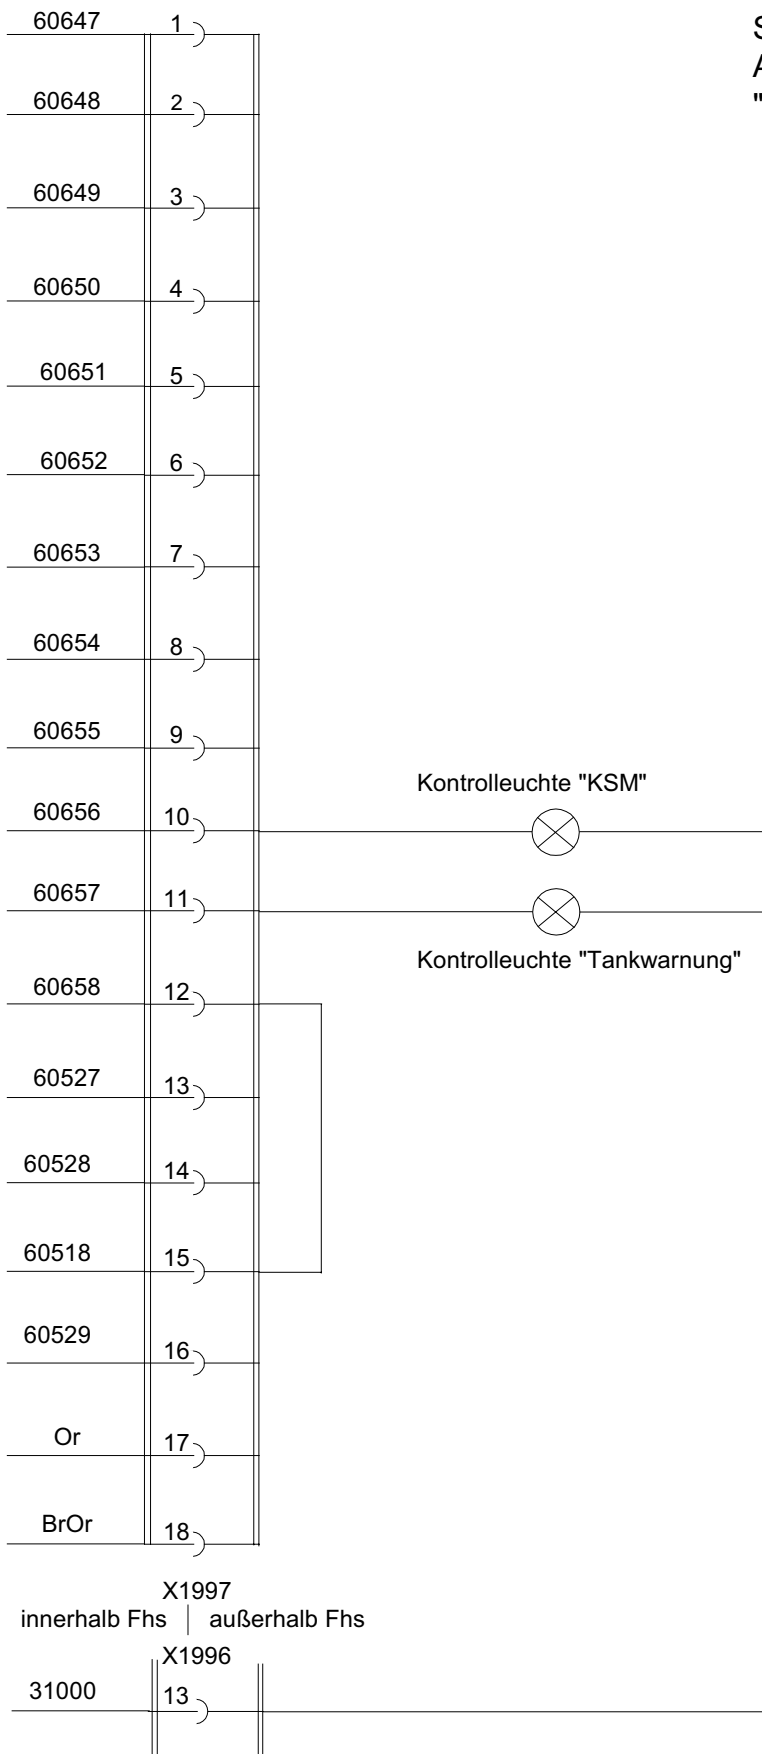 60647 1
S
A
"
60648 2
60649 3
60650 4
60651 5
60652 6
60653 7
60654 8
60655 9
Kontrolleuchte "KSM"
60656 10
60657 11
Kontrolleuchte "Tankwarnung"
60658 12
60527 13
60528 14
60518 15
60529 16
Or 17
BrOr 18
X1997
innerhalb Fhs | außerhalb Fhs
X1996
31000 13